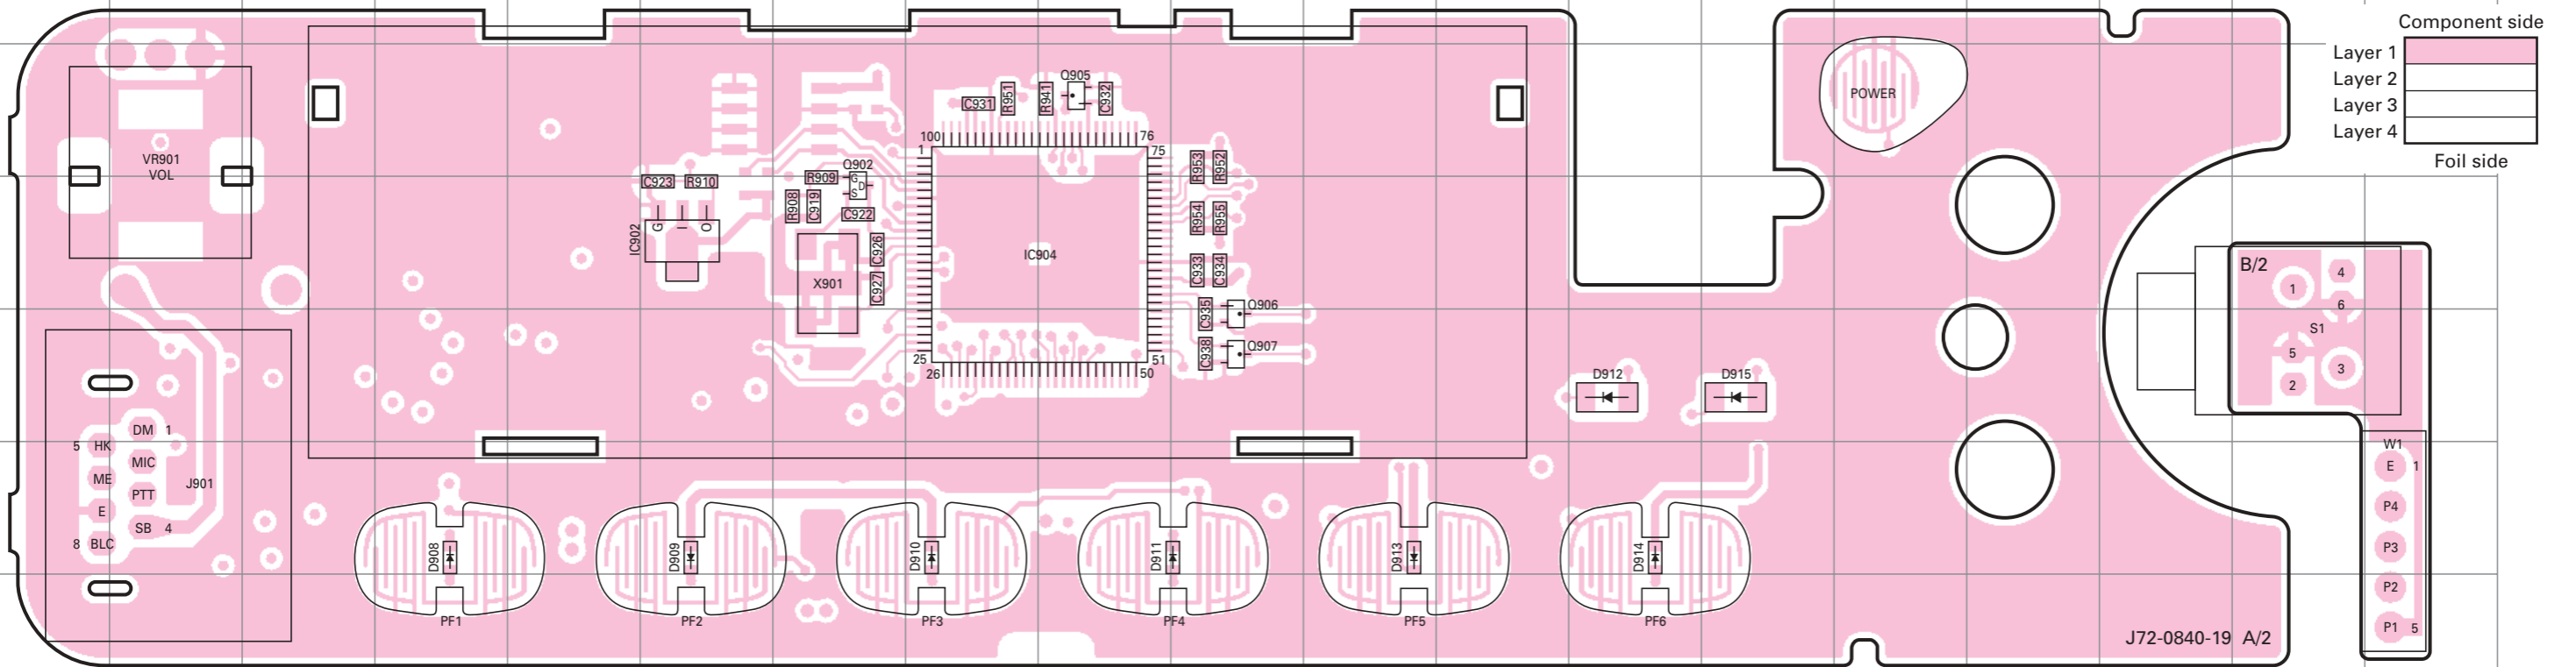 Component side
Layer 1
Layer 2
Layer 3
Layer 4
Foil side
POWER
VR901
VOL
Q905
C931
R951
R941
C932
100
76
1
75
Q902
C923
R910
R909
G
D
S
R908
C919
C922
IC902
G
I
O
C926
X901
C927
IC904
R953
R952
R954
R955
C933
C934
C935
Q906
C938
Q907
25
51
26
50
D912
D915
B/2
1
4
6
S1
5
3
2
DM 1
5 HK
MIC
ME
J901
PTT
E
SB 4
8 BLC
D908
D909
D910
D911
D913
D914
PF1
PF2
PF3
PF4
PF5
PF6
W1
E 1
P4
P3
P2
P1 5
J72-0840-19 A/2